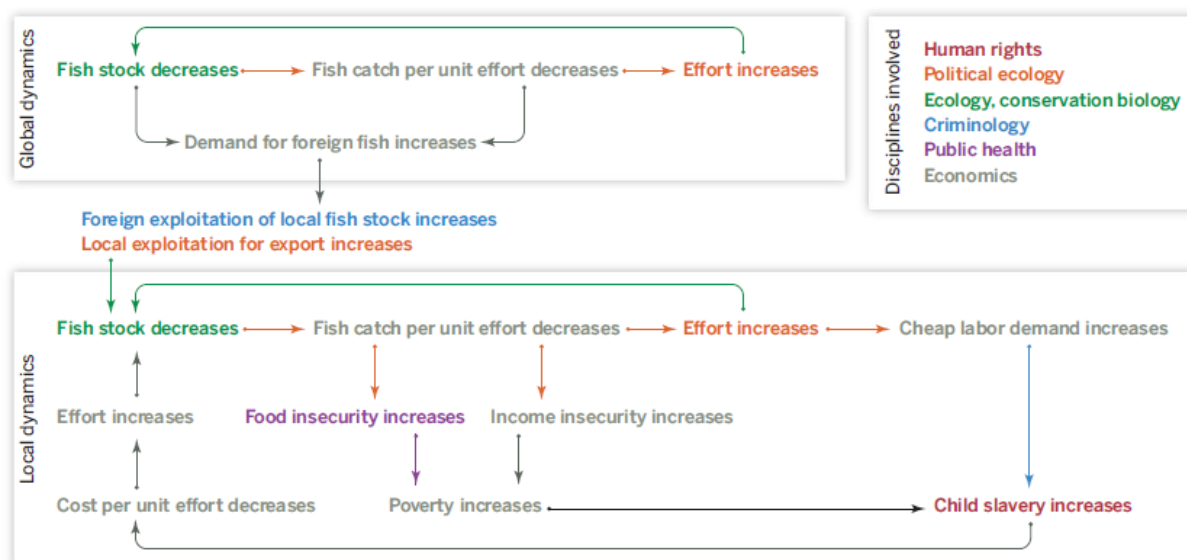 Global dynamics
Fish stock decreases
Fish catch per unit effort decreases
Effort increases
Demand for foreign fish increases
Disciplines involved
Human rights
Political ecology
Ecology, conservation biology
Criminology
Public health
Economics
Foreign exploitation of local fish stock increases
Local exploitation for export increases
Local dynamics
Fish stock decreases
Fish catch per unit effort decreases
Effort increases
Cheap labor demand increases
Effort increases
Food insecurity increases
Income insecurity increases
Cost per unit effort decreases
Poverty increases
Child slavery increases